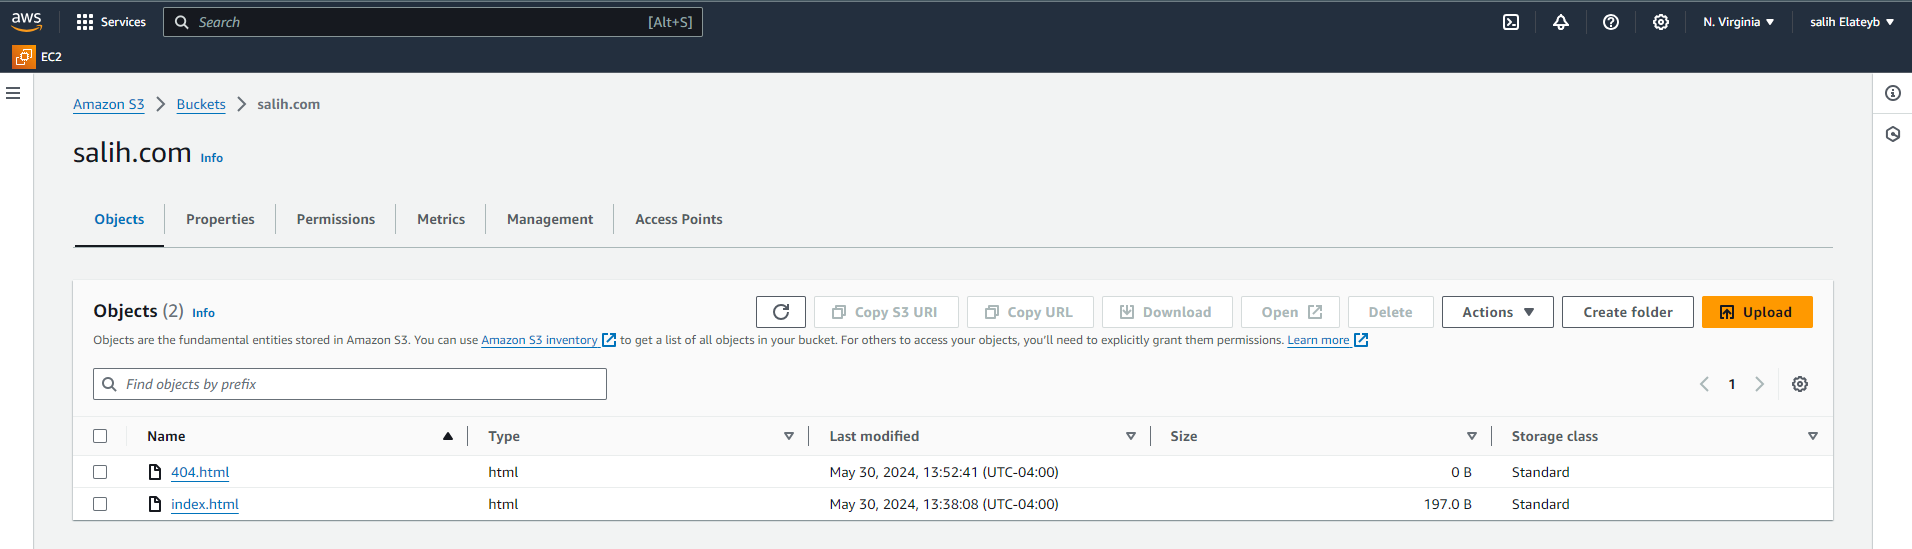 aws Services Search [Alt+S] N. Virginia salih Elateyb
EC2
Amazon S3 Buckets salih.com
salih.com Info
Objects Properties Permissions Metrics Management Access Points
Objects (2) Info Copy S3 URI Copy URL Download Open Delete Actions Create folder Upload
Objects are the fundamental entities stored in Amazon S3. You can use Amazon S3 inventory to get a list of all objects in your bucket. For others to access your objects, you'll need to explicitly grant them permissions. Learn more
Find objects by prefix 1
Name Type Last modified Size Storage class
404.html html May 30, 2024, 13:52:41 (UTC-04:00) 0 B Standard
index.html html May 30, 2024, 13:38:08 (UTC-04:00) 197.0 B Standard